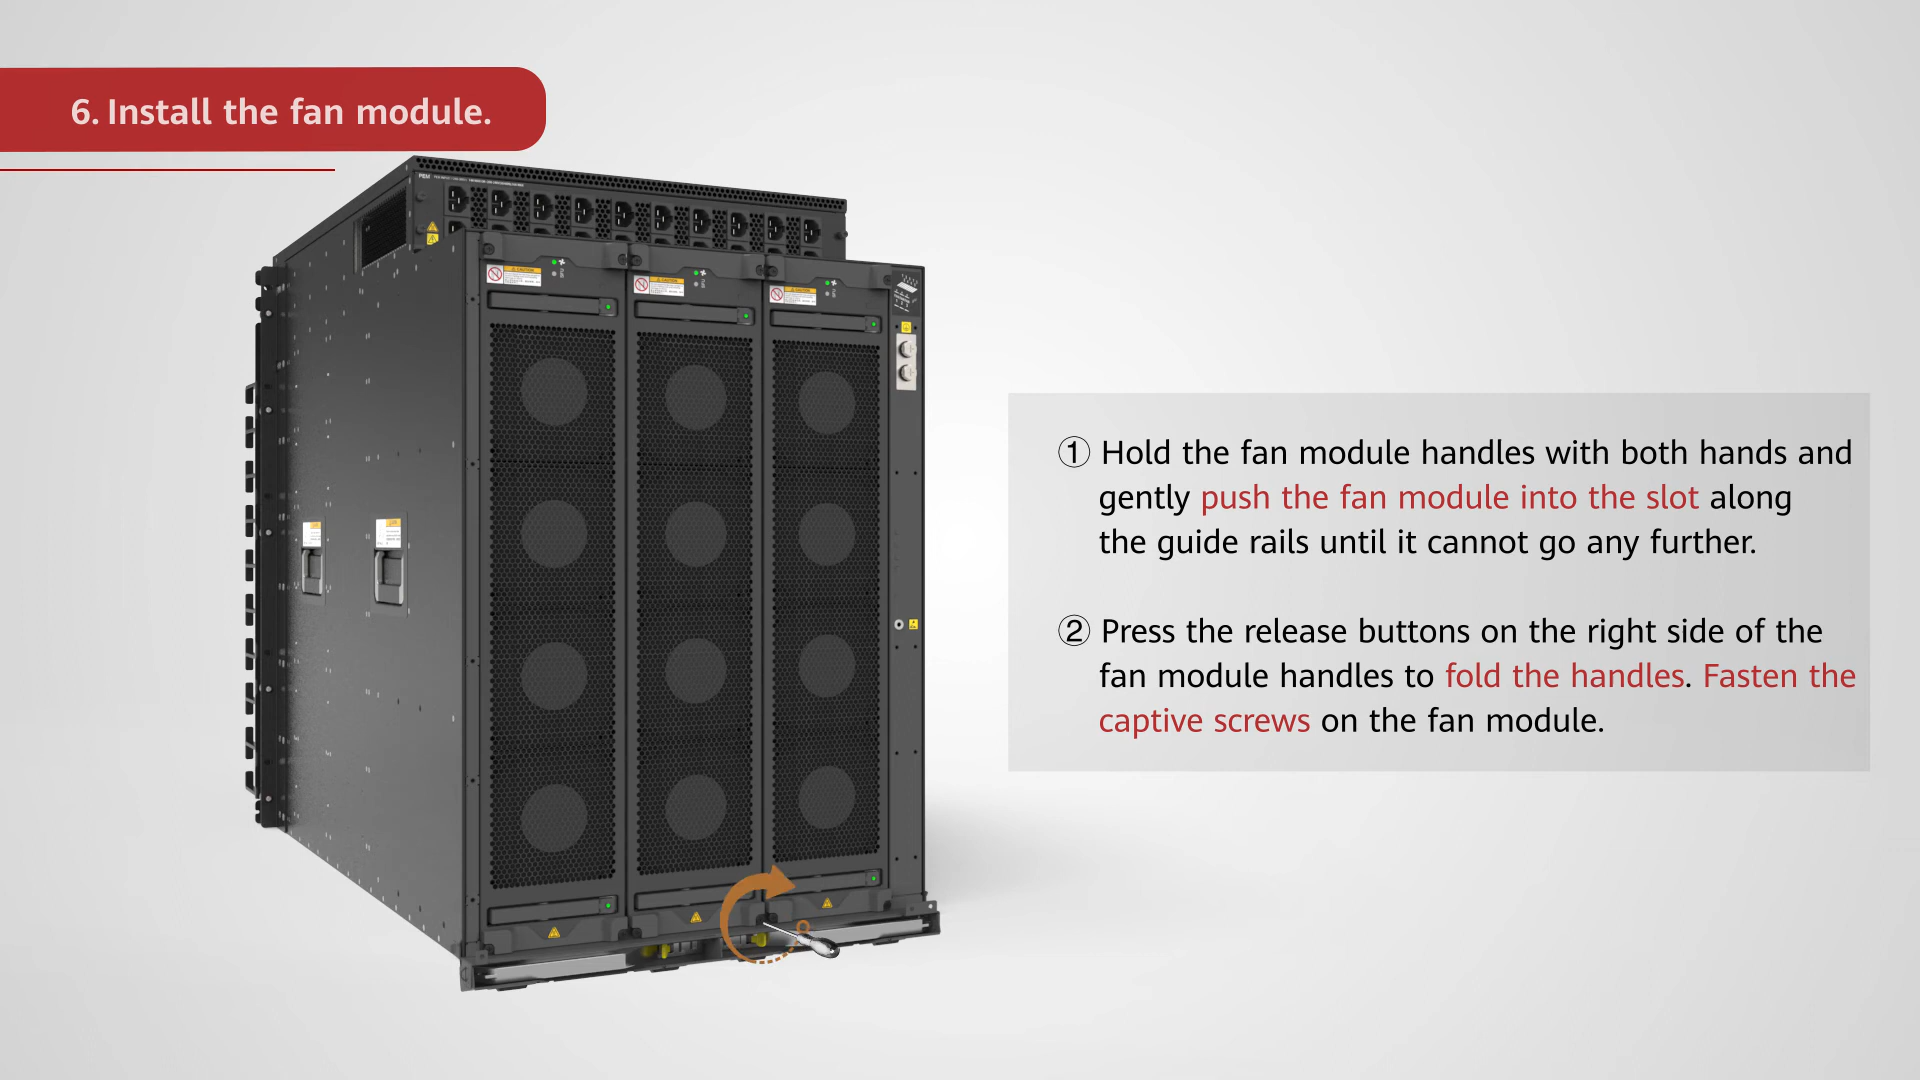 6. Install the fan module.
① Hold the fan module handles with both hands and
gently push the fan module into the slot along
the guide rails until it cannot go any further.
② Press the release buttons on the right side of the
fan module handles to fold the handles. Fasten the
captive screws on the fan module.